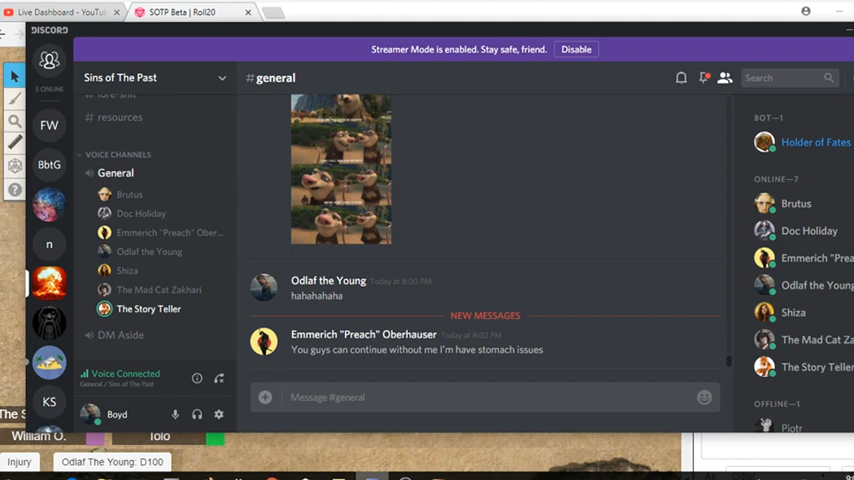 Live Dashboard - YouTu
SOTP Beta | Roll20
DISCORD
Streamer Mode is enabled. Stay safe, friend.
Disable
5 ONLINE
Sins of The Past
#general
Search
# resources
FW
BbtG
n
KS
VOICE CHANNELS
General
Brutus
Doc Holiday
Emmerich "Preach" Ober...
Odlaf the Young
Shiza
The Mad Cat Zakhari
The Story Teller
DM Aside
Voice Connected
General / Sins of The Past
Boyd
Odlaf the Young Today at 8:00 PM
hahahahaha
NEW MESSAGES
Emmerich "Preach" Oberhauser Today at 8:02 PM
You guys can continue without me I'm have stomach issues
Message #general
BOT—1
Holder of Fates
ONLINE—7
Brutus
Doc Holiday
Emmerich "Prea
Odlaf the Young
Shiza
The Mad Cat Za
The Story Teller
OFFLINE—1
Piotr
The S
William O.
Tolo
Injury
Odlaf The Young: D100